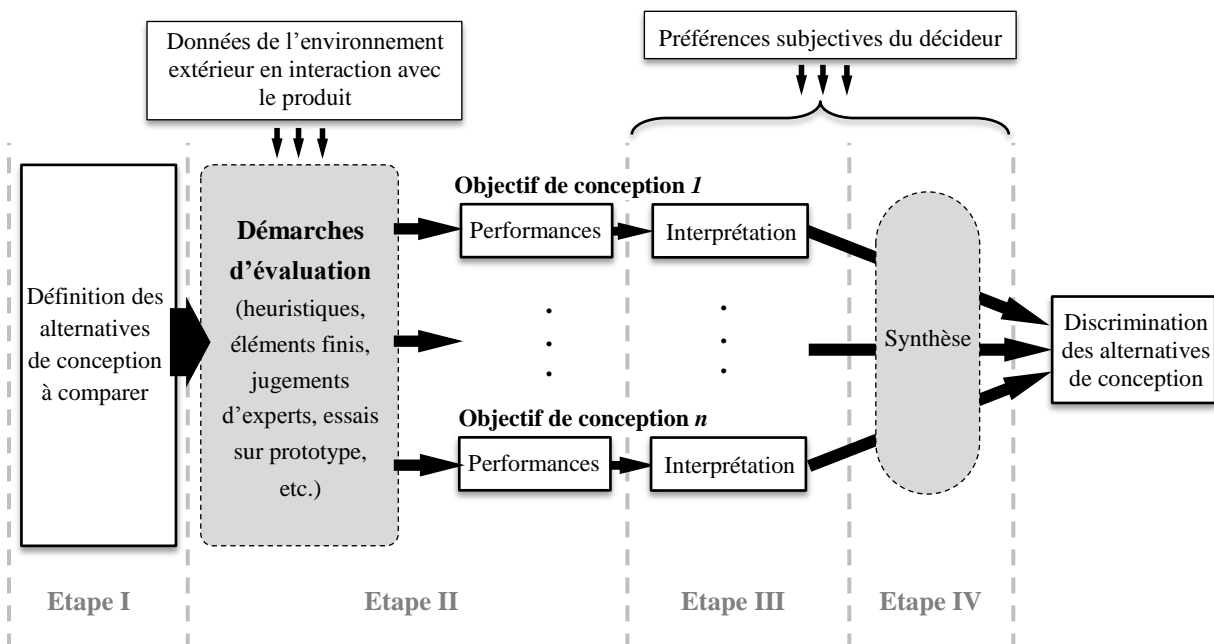 Données de l’environnement
extérieur en interaction avec
le produit
Préférences subjectives du décideur
Définition des
alternatives
de conception
à comparer
Démarches
d’évaluation
(heuristiques,
éléments finis,
jugements
d’experts, essais
sur prototype,
etc.)
Objectif de conception 1
Performances
Interprétation
Objectif de conception n
Performances
Interprétation
Synthèse
Discrimination
des alternatives
de conception
Etape I
Etape II
Etape III
Etape IV